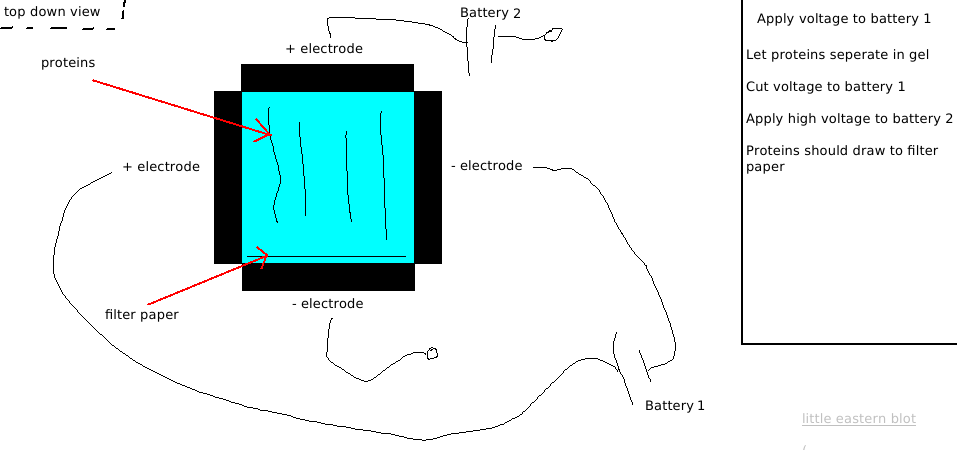 top down view
Battery 2
Apply voltage to battery 1
+ electrode
proteins
Let proteins seperate in gel
Cut voltage to battery 1
Apply high voltage to battery 2
Proteins should draw to filter
paper
+ electrode
- electrode
- electrode
filter paper
Battery 1
little eastern blot
(